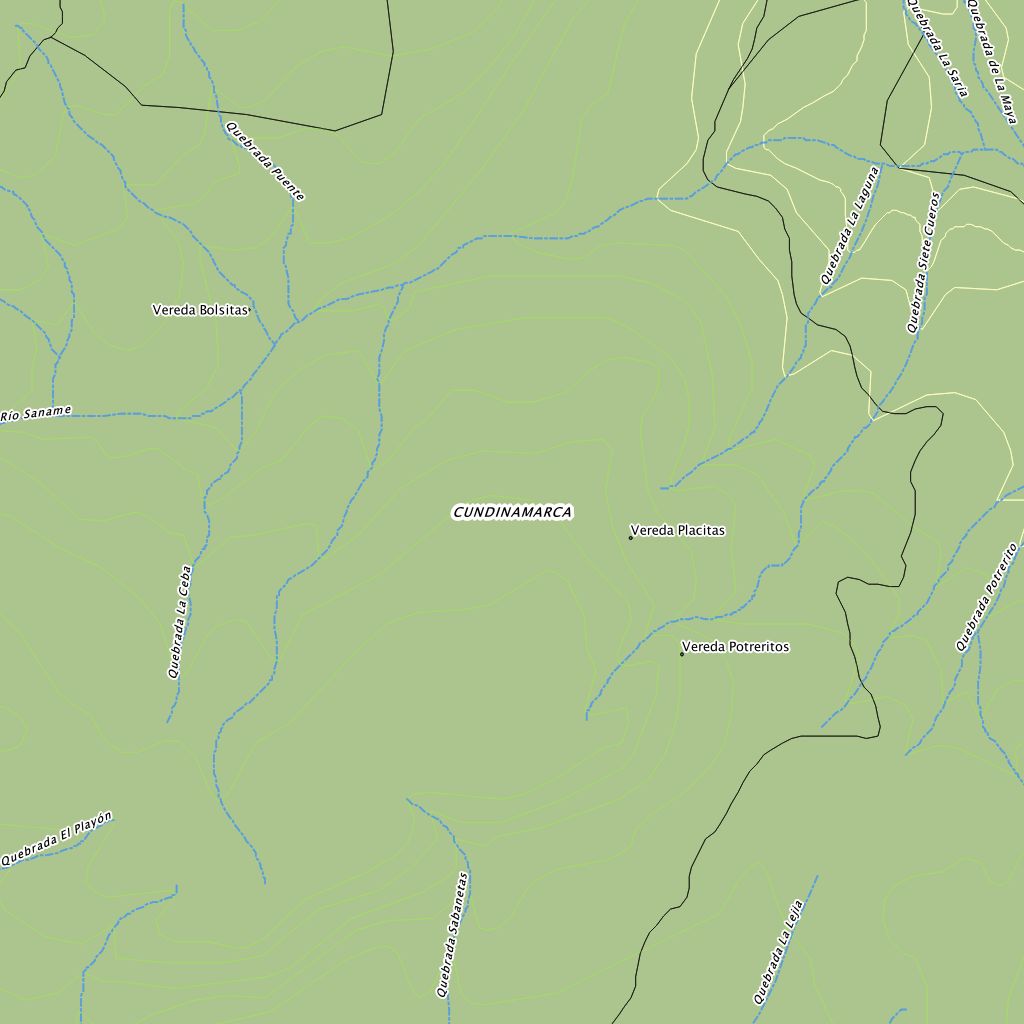 Quebrada La Saria
Quebrada de La Maya
Quebrada Puente
Quebrada La Laguna
Quebrada Siete Cueros
Vereda Bolsitas
Río Saname
CUNDINAMARCA
Vereda Placitas
Quebrada Potrerito
Quebrada La Ceba
Vereda Potreritos
Quebrada El Playón
Quebrada Sabanetas
Quebrada La Lejía